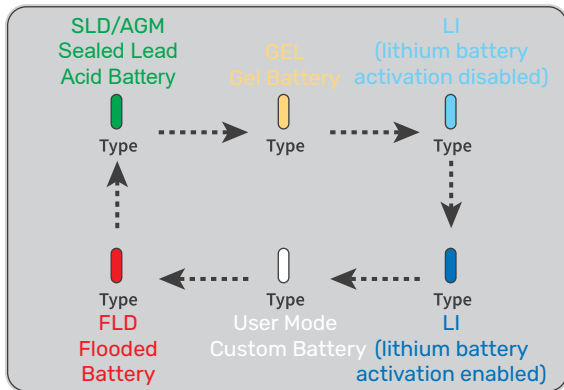 SLD/AGM
Sealed Lead
Acid Battery
Type
GEL
Gel Battery
Type
LI
(lithium battery
activation disabled)
Type
Type
FLD
Flooded
Battery
Type
User Mode
Custom Battery
Type
LI
(lithium battery
activation enabled)